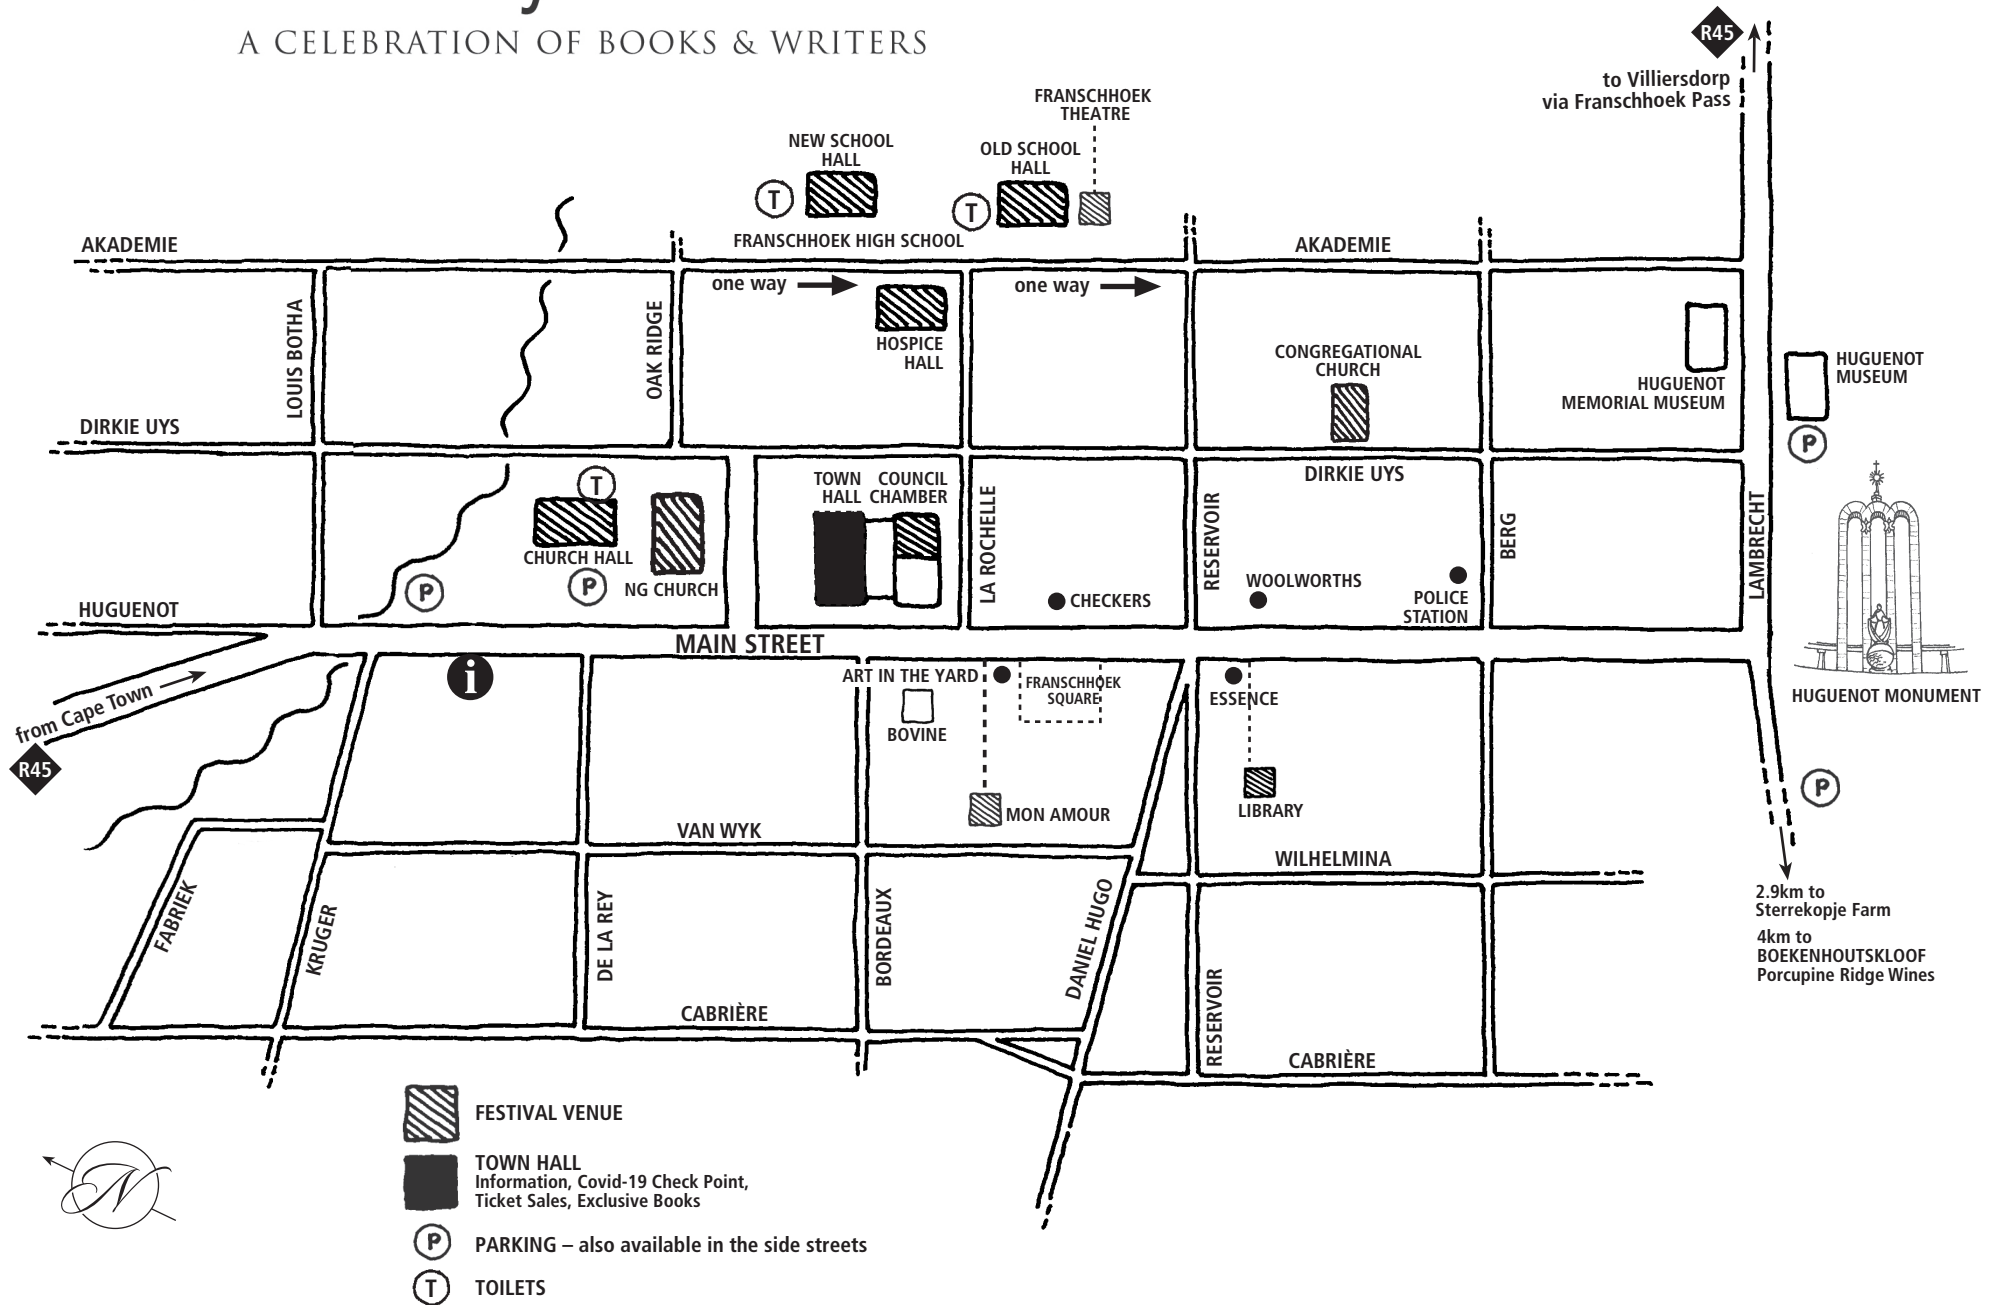 A CELEBRATION OF BOOKS & WRITERS
R45
to Villiersdorp
via Franschhoek Pass
FRANSCHHOEK
THEATRE
NEW SCHOOL
HALL
OLD SCHOOL
HALL
T
T
FRANSCHHOEK HIGH SCHOOL
AKADEMIE
AKADEMIE
one way
one way
LOUIS BOTHA
OAK RIDGE
HOSPICE
HALL
CONGREGATIONAL
CHURCH
HUGUENOT
MEMORIAL MUSEUM
HUGUENOT
MUSEUM
P
DIRKIE UYS
DIRKIE UYS
T
CHURCH HALL
P
P
NG CHURCH
TOWN
HALL
COUNCIL
CHAMBER
LA ROCHELLE
CHECKERS
RESERVOIR
WOOLWORTHS
POLICE
STATION
BERG
LAMBRECHT
HUGUENOT MONUMENT
HUGUENOT
MAIN STREET
from Cape Town
R45
i
ART IN THE YARD
BOVINE
FRANSCHHOEK
SQUARE
ESSENCE
MON AMOUR
LIBRARY
P
VAN WYK
WILHELMINA
FABRIEK
KRUGER
DE LA REY
BORDEAUX
DANIEL HUGO
RESERVOIR
CABRIÈRE
CABRIÈRE
2.9km to
Sterrekopje Farm
4km to
BOEKENHOUTSKLOOF
Porcupine Ridge Wines
N
FESTIVAL VENUE
TOWN HALL
Information, Covid-19 Check Point,
Ticket Sales, Exclusive Books
P
PARKING – also available in the side streets
T
TOILETS